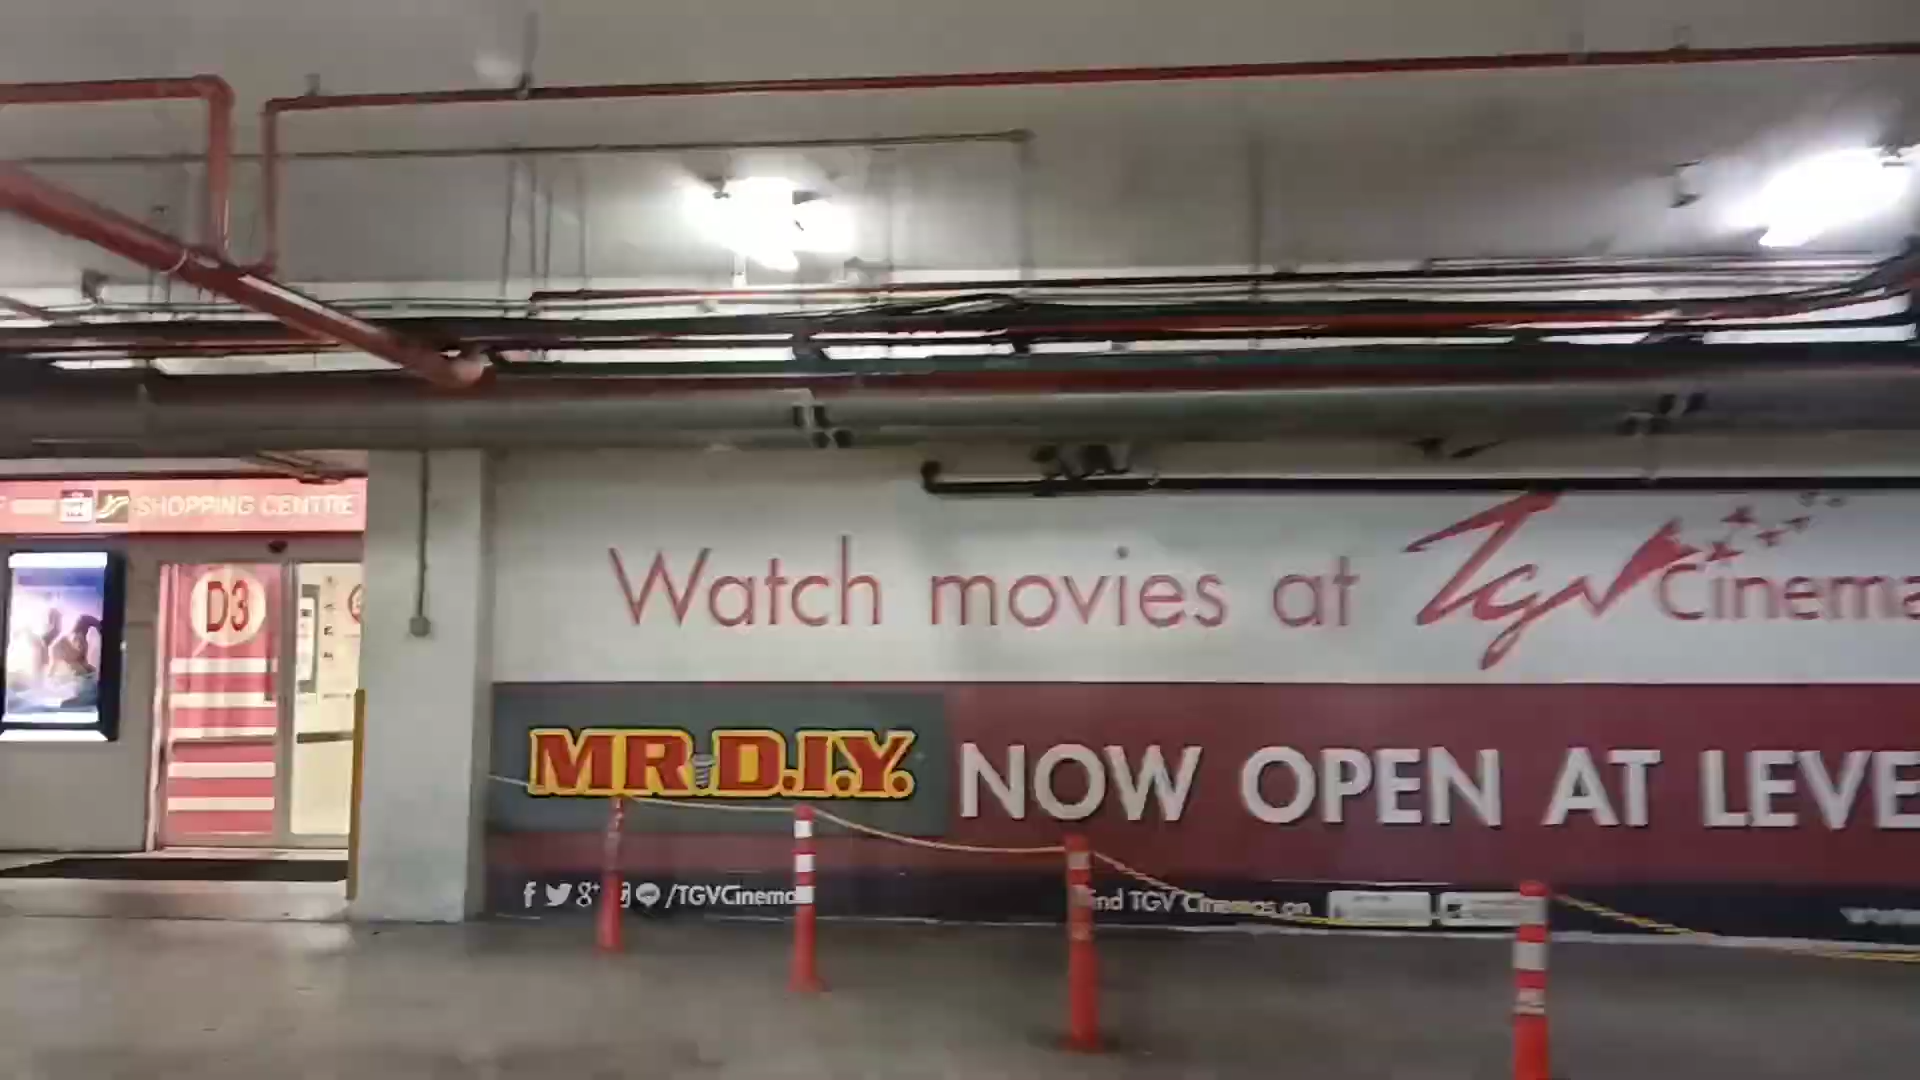 SHOPPING CENTRE
D3
Watch movies at TGV Cinema
MR.D.I.Y. NOW OPEN AT LEVE
f g+ /TGVCinema
find TGV Cinemas on